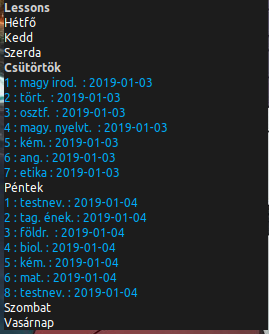 Lessons
Hétfő
Kedd
Szerda
Csütörtök
1 : magy irod.  : 2019-01-03
2 : tört.  : 2019-01-03
3 : osztf.  : 2019-01-03
4 : magy. nyelvt.  : 2019-01-03
5 : kém. : 2019-01-03
6 : ang. : 2019-01-03
7 : etika : 2019-01-03
Péntek
1 : testnev. : 2019-01-04
2 : tag. ének. : 2019-01-04
3 : földr.  : 2019-01-04
4 : biol. : 2019-01-04
5 : kém. : 2019-01-04
6 : mat. : 2019-01-04
8 : testnev. : 2019-01-04
Szombat
Vasárnap